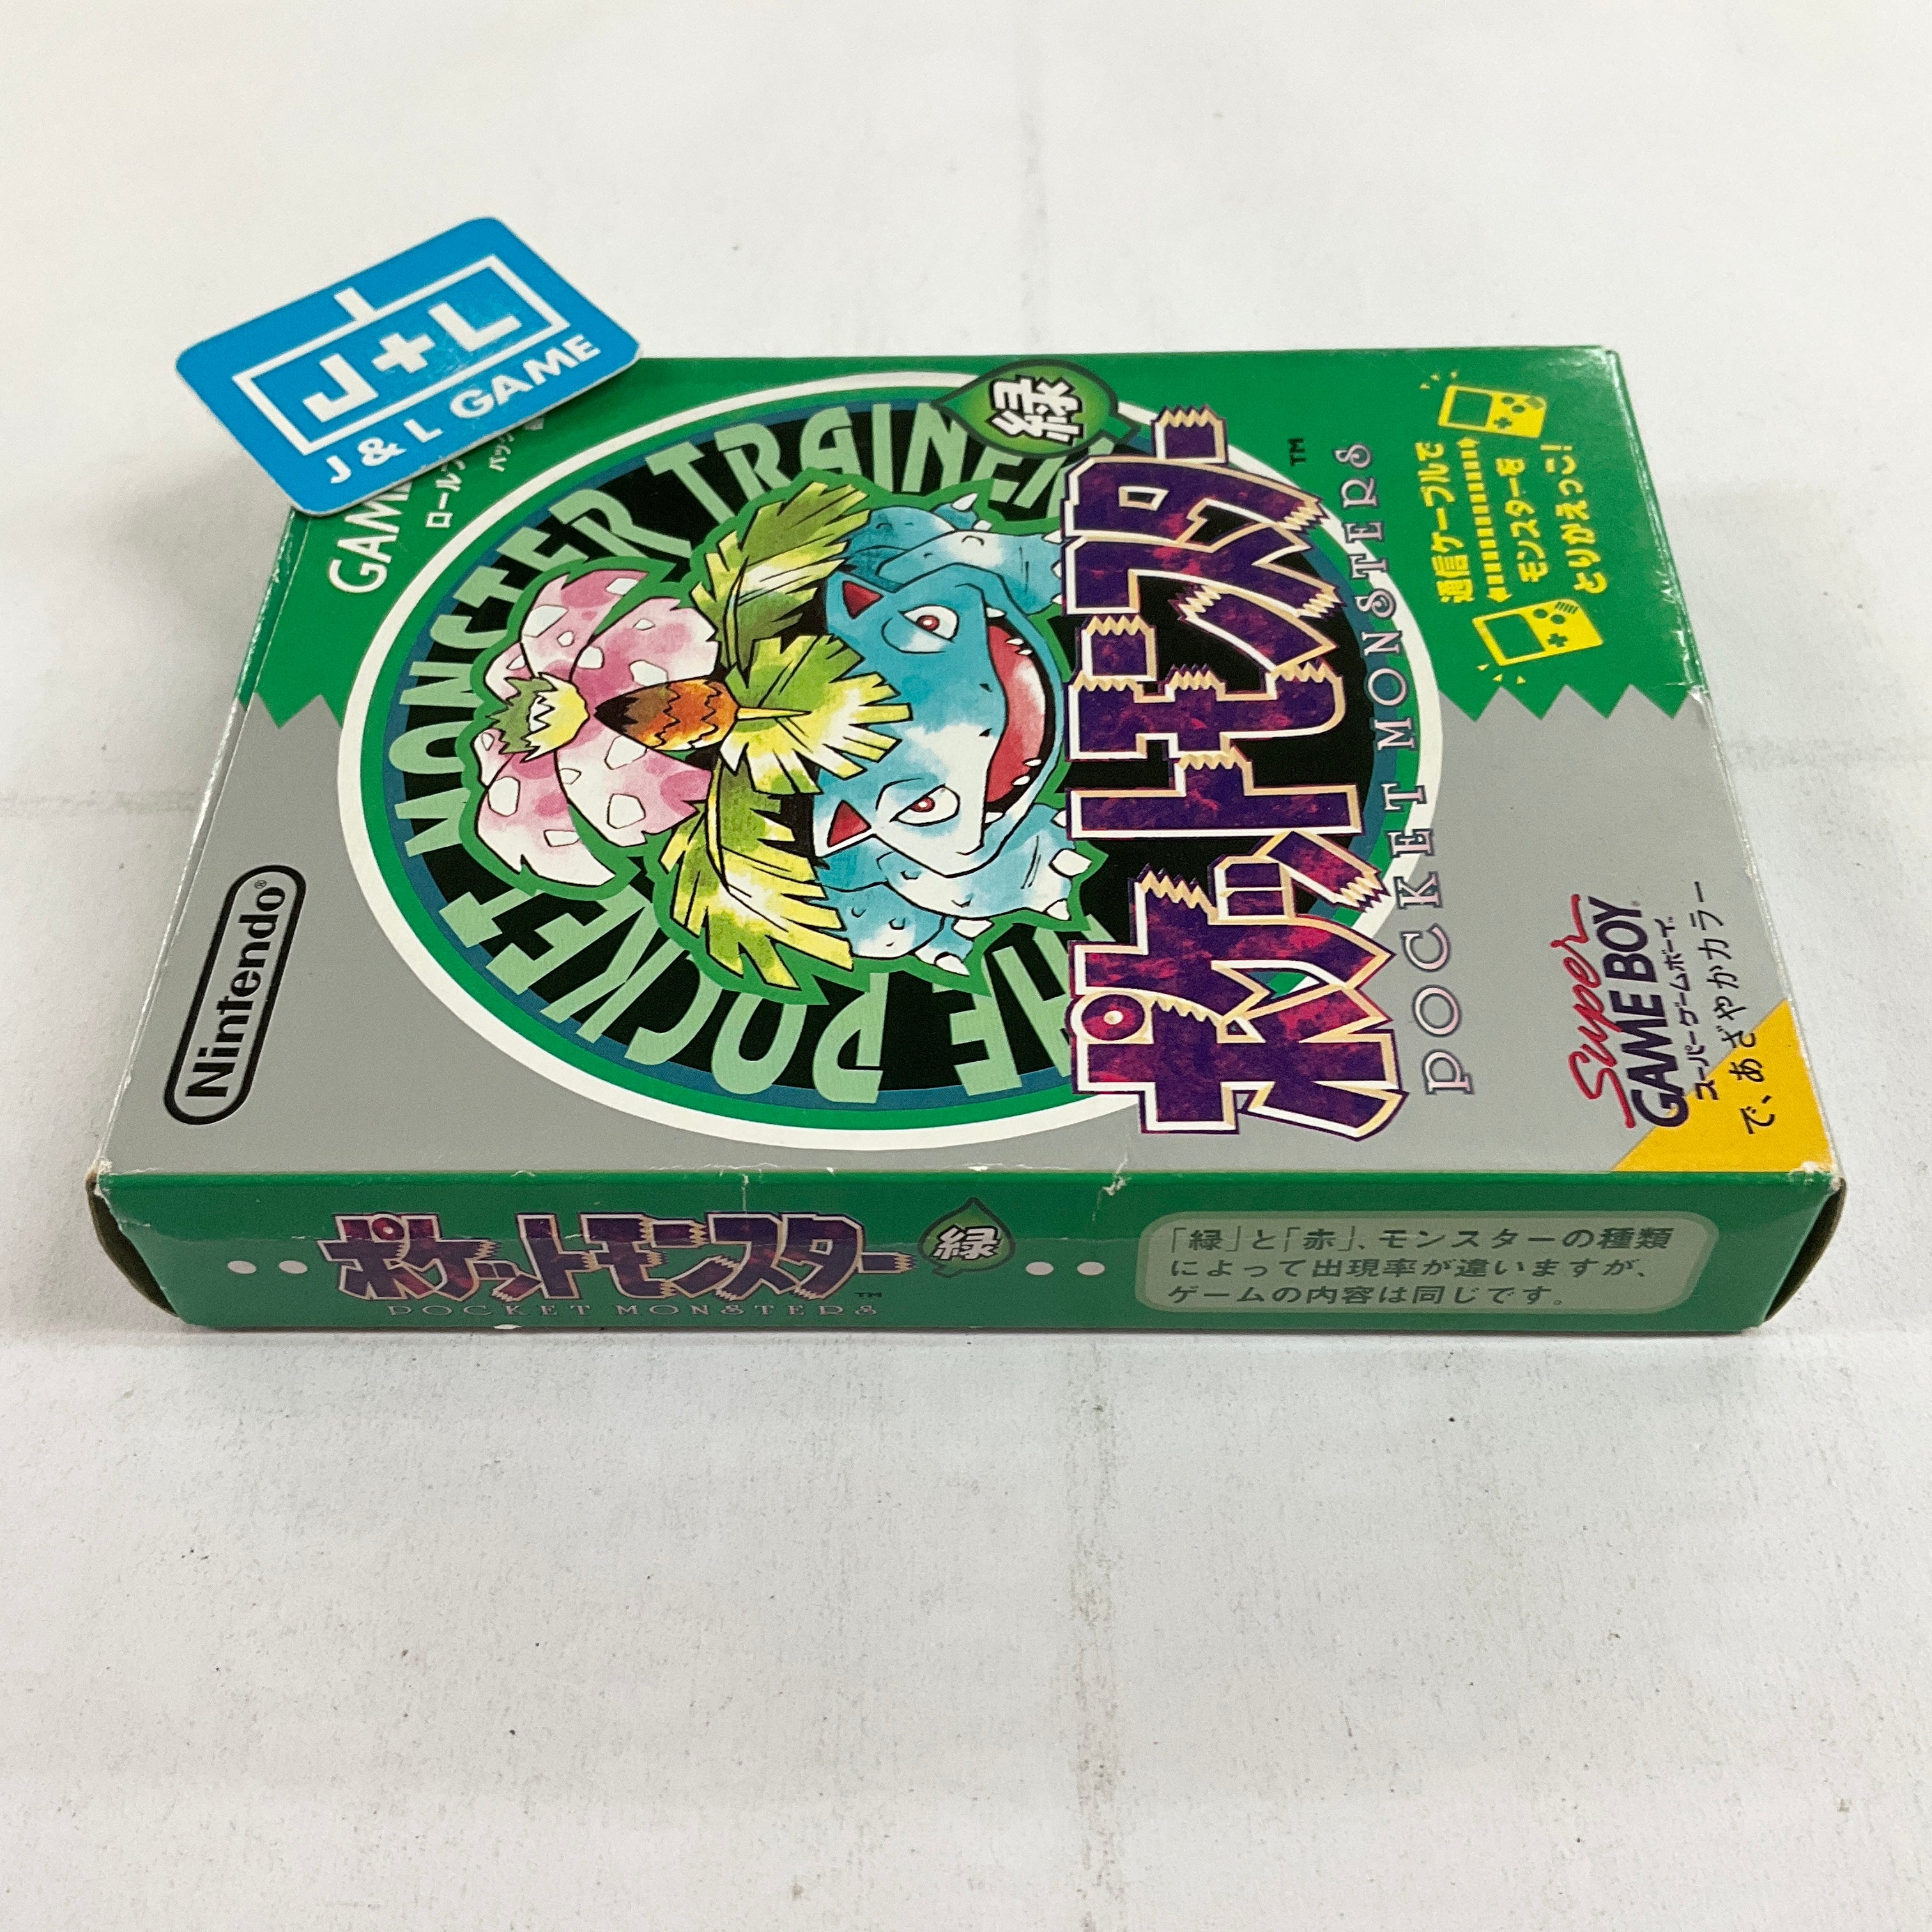 J+L
J & L GAME
GAME
ロール
バッ
Nintendo®
THE POCKET MONSTER TRAINER
緑
ポケットモンスター
TM
POCKET MONSTERS
通信ケーブルで
モンスターを
とりかえっこ!
Super
GAME BOY
スーパーゲームボーイ
で、あざやかカラー
ポケットモンスター 緑
TM
POCKET MONSTERS
「緑」と「赤」、モンスターの種類
によって出現率が違いますが、
ゲームの内容は同じです。